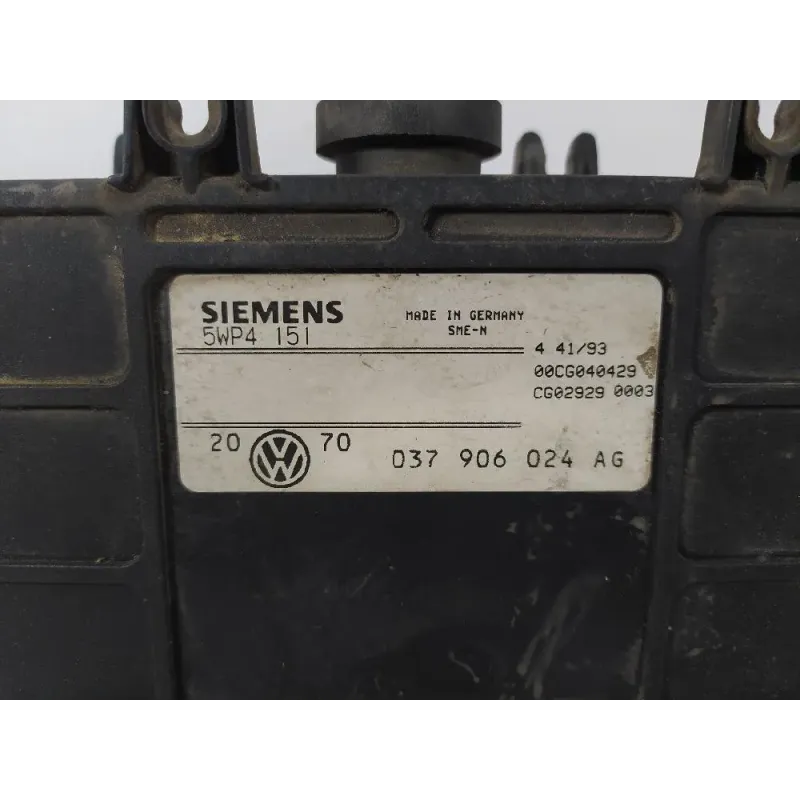 SIEMENS
5WP4 151
MADE IN GERMANY
SME-N
4 41/93
00CG040429
CG02929 0003
20 VW 70
037 906 024 AG